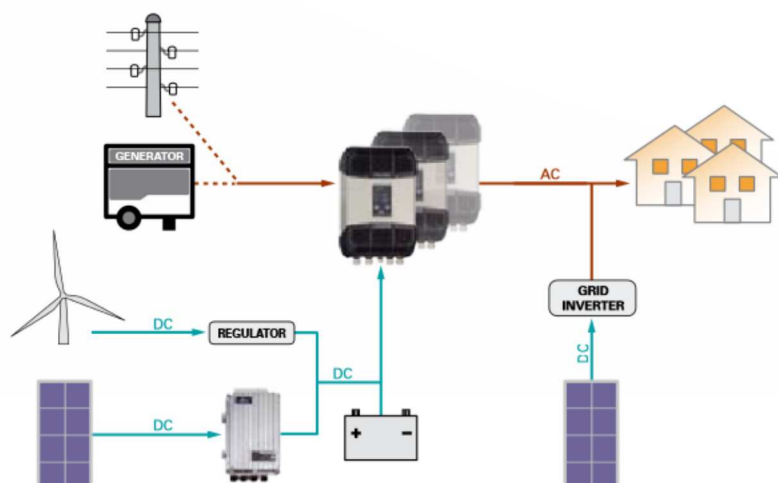 GENERATOR
AC
GRID
INVERTER
DC
REGULATOR
DC
DC
DC
+ −